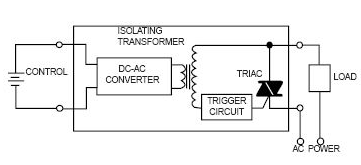 ISOLATING
TRANSFORMER
CONTROL
DC-AC
CONVERTER
TRIAC
LOAD
TRIGGER
CIRCUIT
AC POWER